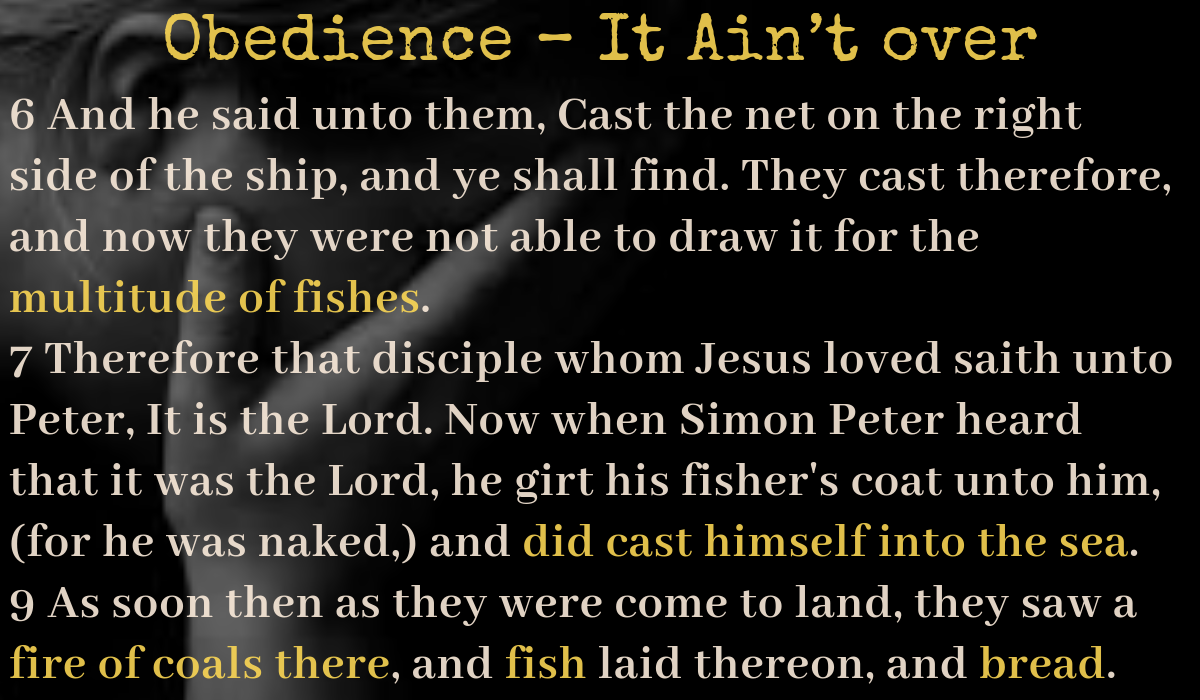 Obedience – It Ain’t over
6 And he said unto them, Cast the net on the right
side of the ship, and ye shall find. They cast therefore,
and now they were not able to draw it for the
multitude of fishes.
7 Therefore that disciple whom Jesus loved saith unto
Peter, It is the Lord. Now when Simon Peter heard
that it was the Lord, he girt his fisher's coat unto him,
(for he was naked,) and did cast himself into the sea.
9 As soon then as they were come to land, they saw a
fire of coals there, and fish laid thereon, and bread.